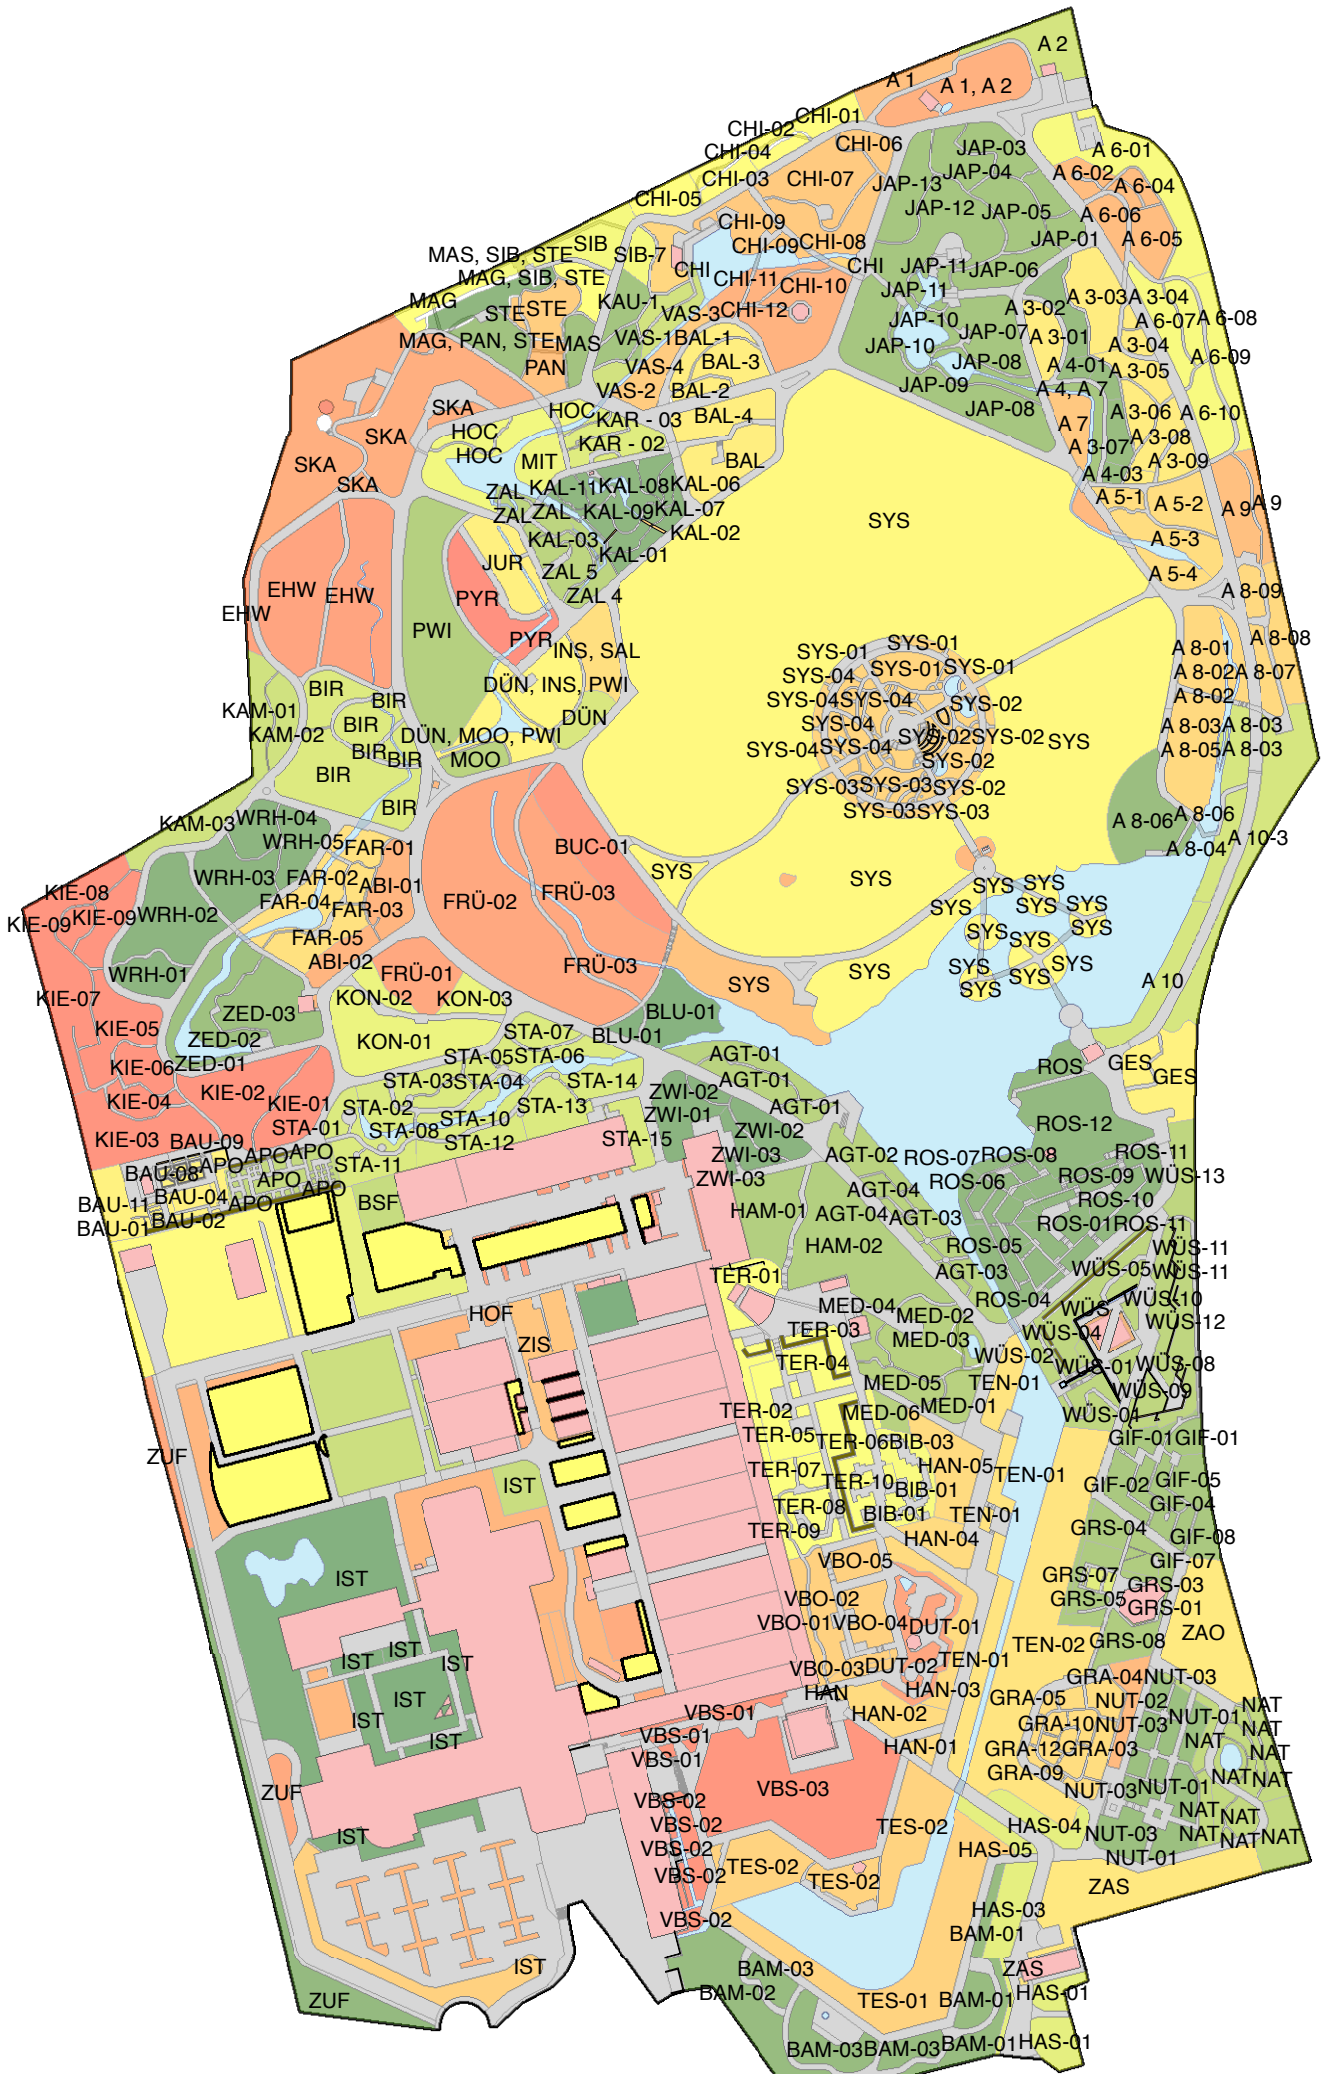 A 2
A 1
A 1, A 2
CHI-01
CHI-02
CHI-06
CHI-04
JAP-03
A 6-01
CHI-03
CHI-07
JAP-13
JAP-04
A 6-02
A 6-04
CHI-05
JAP-12
JAP-05
A 6-06
CHI-09
SIB
CHI-09
CHI-08
JAP-01
A 6-05
MAS, SIB, STE
SIB-7
CHI
CHI
JAP-11
JAP-06
MAG, SIB, STE
CHI-11
CHI-10
JAP-11
MAG
KAU-1
STE
STE
VAS-3
CHI-12
JAP-10
A 3-02
A 3-03
A 3-04
A 6-07
A 6-08
MAG, PAN, STE
MAS
VAS-1
BAL-1
JAP-10
JAP-07
A 3-01
A 3-04
A 6-09
PAN
VAS-4
BAL-3
JAP-08
A 4-01
A 3-05
VAS-2
BAL-2
JAP-09
A 4, A 7
SKA
HOC
KAR - 03
BAL-4
JAP-08
A 7
A 3-06
A 6-10
SKA
HOC
KAR - 02
A 3-07
A 3-08
HOC
MIT
BAL
A 3-09
SKA
A 4-03
SKA
ZAL
KAL-11
KAL-08
KAL-06
A 5-1
A 5-2
A 9
A 9
ZAL
ZAL
KAL-09
KAL-07
SYS
KAL-03
KAL-02
A 5-3
JUR
KAL-01
ZAL 5
A 5-4
EHW
EHW
PYR
ZAL 4
A 8-09
EHW
PWI
PYR
INS, SAL
SYS-01
SYS-01
A 8-01
A 8-08
SYS-04
SYS-01
SYS-01
A 8-02
A 8-07
BIR
BIR
DÜN, INS, PWI
SYS-04
SYS-04
SYS-02
A 8-02
KAM-01
BIR
DÜN
SYS-04
A 8-03
A 8-03
KAM-02
BIR
BIR
DÜN, MOO, PWI
SYS-04
SYS-04
SYS-02
SYS-02
SYS
A 8-05
A 8-03
BIR
MOO
SYS-02
SYS-03
SYS-03
SYS-02
BIR
SYS-03
SYS-03
A 8-06
A 8-06
KAM-03
WRH-04
A 10-3
WRH-05
FAR-01
BUC-01
A 8-04
WRH-03
FAR-02
ABI-01
SYS
SYS
SYS
SYS
KIE-08
FAR-04
FRÜ-02
FRÜ-03
SYS
SYS
SYS
KIE-09
KIE-09
WRH-02
FAR-03
SYS
SYS
SYS
FAR-05
WRH-01
ABI-02
FRÜ-01
FRÜ-03
SYS
SYS
SYS
SYS
SYS
SYS
A 10
KIE-07
KON-02
KON-03
ZED-03
BLU-01
KIE-05
ZED-02
KON-01
STA-07
BLU-01
KIE-06
ZED-01
STA-05
STA-06
AGT-01
ROS
GES
GES
KIE-02
STA-03
STA-04
STA-14
ZWI-02
AGT-01
KIE-04
KIE-01
STA-02
STA-13
ZWI-01
AGT-01
KIE-03
STA-01
STA-08
STA-10
STA-12
STA-15
ZWI-02
ROS-12
BAU-09
APO
APO
APO
STA-11
ZWI-03
AGT-02
ROS-07
ROS-08
ROS-11
BAU-08
APO
APO
ZWI-03
AGT-04
ROS-06
ROS-09
WÜS-13
BAU-11
BAU-04
APO
BSF
HAM-01
AGT-04
AGT-03
ROS-10
BAU-01
BAU-02
HAM-02
ROS-05
ROS-01
ROS-11
WÜS-11
TER-01
AGT-03
WÜS-05
WÜS-11
HOF
MED-04
MED-02
ROS-04
WÜS
WÜS-10
WÜS-12
ZIS
TER-03
MED-03
WÜS-04
TER-04
WÜS-02
WÜS-01
WÜS-08
MED-05
TEN-01
WÜS-09
TER-02
MED-06
MED-01
WÜS-01
ZUF
TER-05
TER-06
BIB-03
GIF-01
GIF-01
TER-07
HAN-05
TEN-01
IST
TER-10
BIB-01
GIF-02
GIF-05
TER-08
BIB-01
TEN-01
GIF-04
TER-09
HAN-04
GRS-04
GIF-08
IST
VBO-05
GIF-07
GRS-07
GRS-03
VBO-02
GRS-05
GRS-01
VBO-01
VBO-04
DUT-01
TEN-02
GRS-08
ZAO
IST
IST
IST
VBO-03
DUT-02
TEN-01
GRA-04
NUT-03
IST
HAN
HAN-03
GRA-05
NUT-02
NAT
IST
VBS-01
HAN-02
GRA-10
NUT-03
NUT-01
NAT
IST
VBS-01
HAN-01
GRA-12
GRA-03
NAT
NAT
VBS-01
GRA-09
NAT
NAT
ZUF
VBS-02
VBS-03
NUT-03
NUT-01
IST
VBS-02
TES-02
HAS-04
NAT
NAT
VBS-02
HAS-05
NUT-03
NAT
NAT
NAT
VBS-02
TES-02
TES-02
NUT-01
ZAS
VBS-02
HAS-03
BAM-01
IST
BAM-03
ZAS
ZUF
BAM-02
TES-01
BAM-01
HAS-01
BAM-03
BAM-03
BAM-01
HAS-01